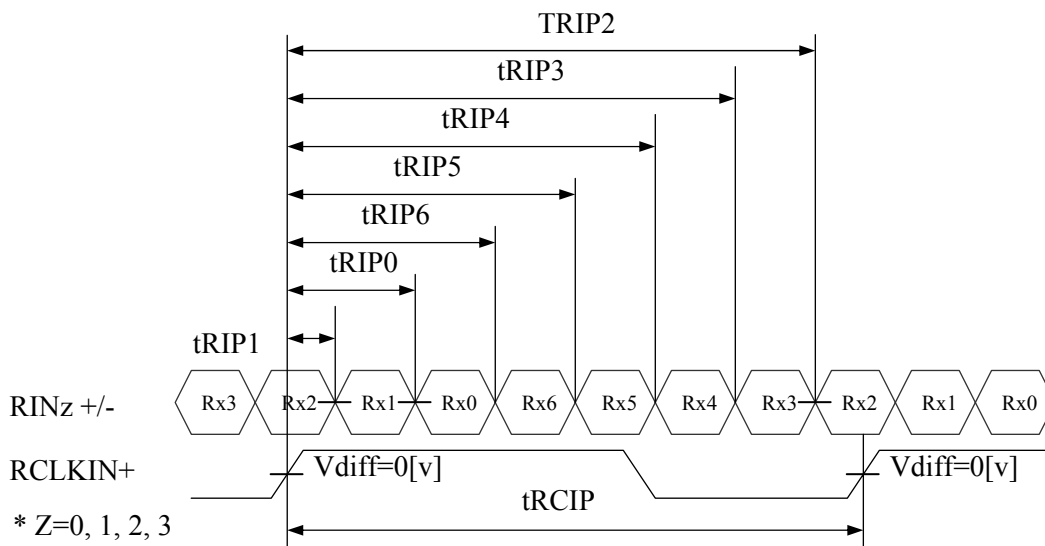 TRIP2
tRIP3
tRIP4
tRIP5
tRIP6
tRIP0
tRIP1
RINz +/- Rx3 Rx2 Rx1 Rx0 Rx6 Rx5 Rx4 Rx3 Rx2 Rx1 Rx0
RCLKIN+ Vdiff=0[v] Vdiff=0[v]
tRCIP
* Z=0, 1, 2, 3